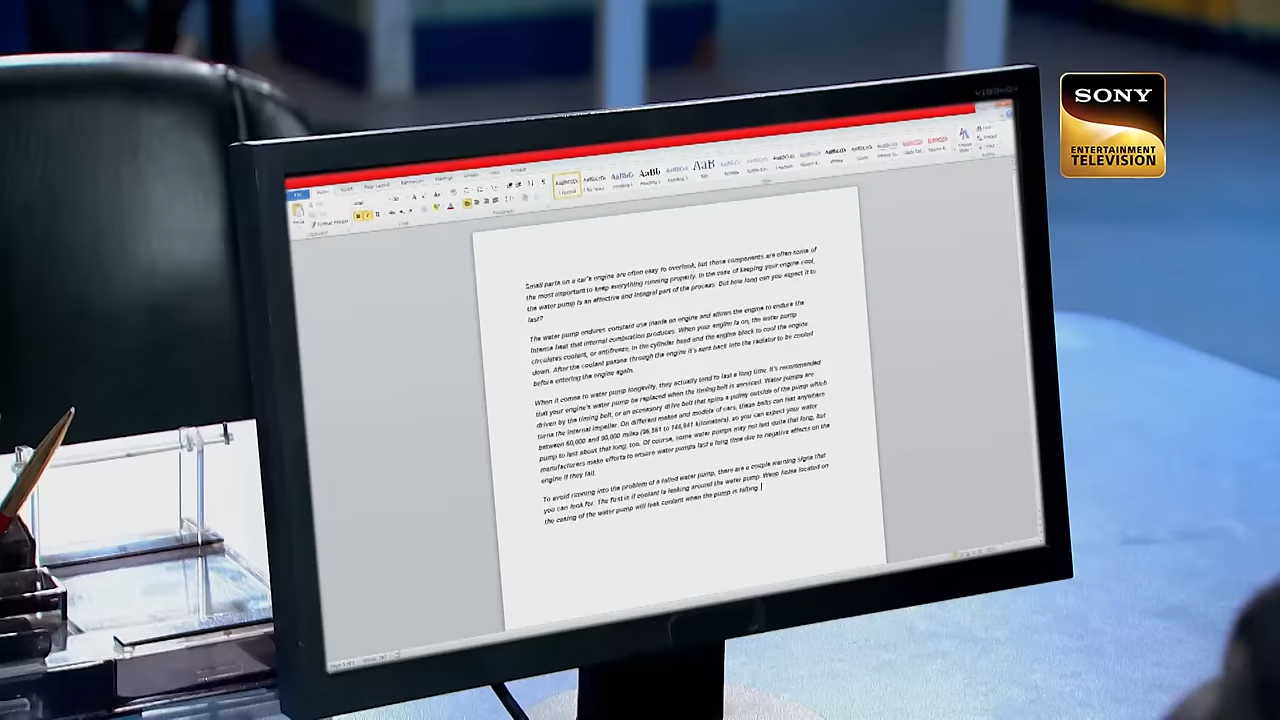 SONY
ENTERTAINMENT
TELEVISION
Small parts on a car's engine are often easy to overlook, but those components are often some of
the most important to keep everything running properly. In the case of keeping your engine cool,
the water pump is an effective and integral part of the process. But how long can you expect it to
last?
The water pump endures constant use inside an engine and allows the engine to endure the
intense heat that internal combustion produces. When your engine is on, the water pump
circulates coolant, or antifreeze, in the cylinder head and the engine block to cool the engine
down. After the coolant passes through the engine it's sent back into the radiator to be cooled
before entering the engine again.
When it comes to water pump longevity, they actually tend to last a long time. It's recommended
that your engine's water pump be replaced when the timing belt is serviced. Water pumps are
driven by the timing belt, or an accessory drive belt that spins a pulley outside of the pump which
turns the internal impeller. On different makes and models of cars, these belts can last anywhere
between 60,000 and 90,000 miles (96,561 to 144,841 kilometers), so you can expect your water
pump to last about that long, too. Of course, some water pumps may not last quite that long, but
manufacturers make efforts to ensure water pumps last a long time due to negative effects on the
engine if they fail.
To avoid running into the problem of a failed water pump, there are a couple warning signs that
you can look for. The first is if coolant is leaking around the water pump. Weep holes located on
the casing of the water pump will leak coolant when the pump is failing.